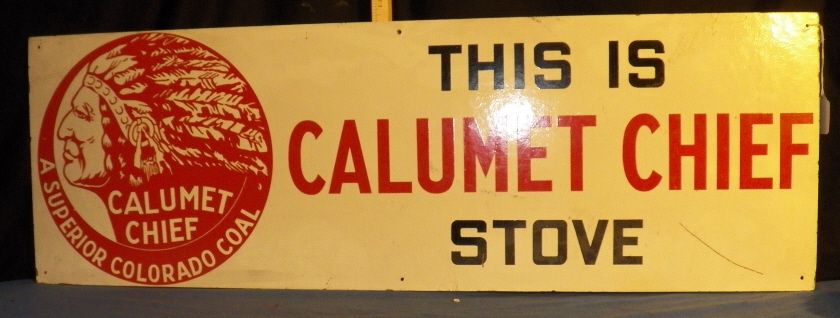 CALUMET
CHIEF
A SUPERIOR COLORADO COAL
THIS IS
CALUMET CHIEF
STOVE